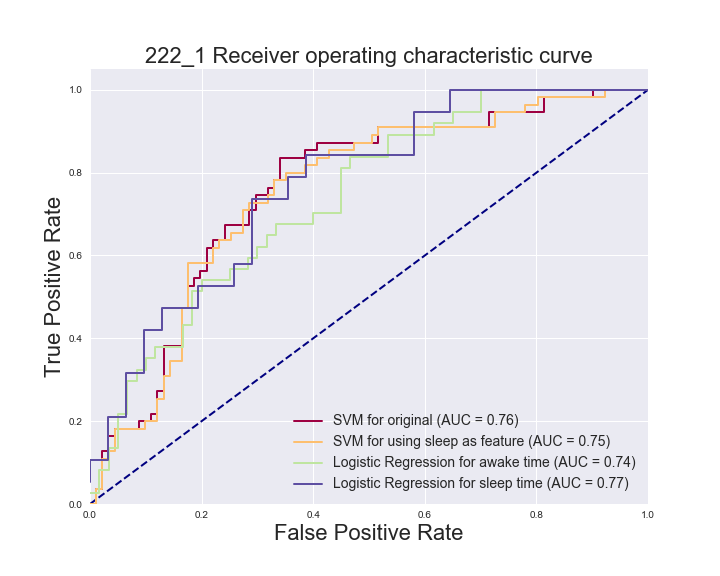 222_1 Receiver operating characteristic curve
True Positive Rate
1.0
0.8
0.6
0.4
0.2
0.0
SVM for original (AUC = 0.76)
SVM for using sleep as feature (AUC = 0.75)
Logistic Regression for awake time (AUC = 0.74)
Logistic Regression for sleep time (AUC = 0.77)
0.0 0.2 0.4 0.6 0.8 1.0
False Positive Rate